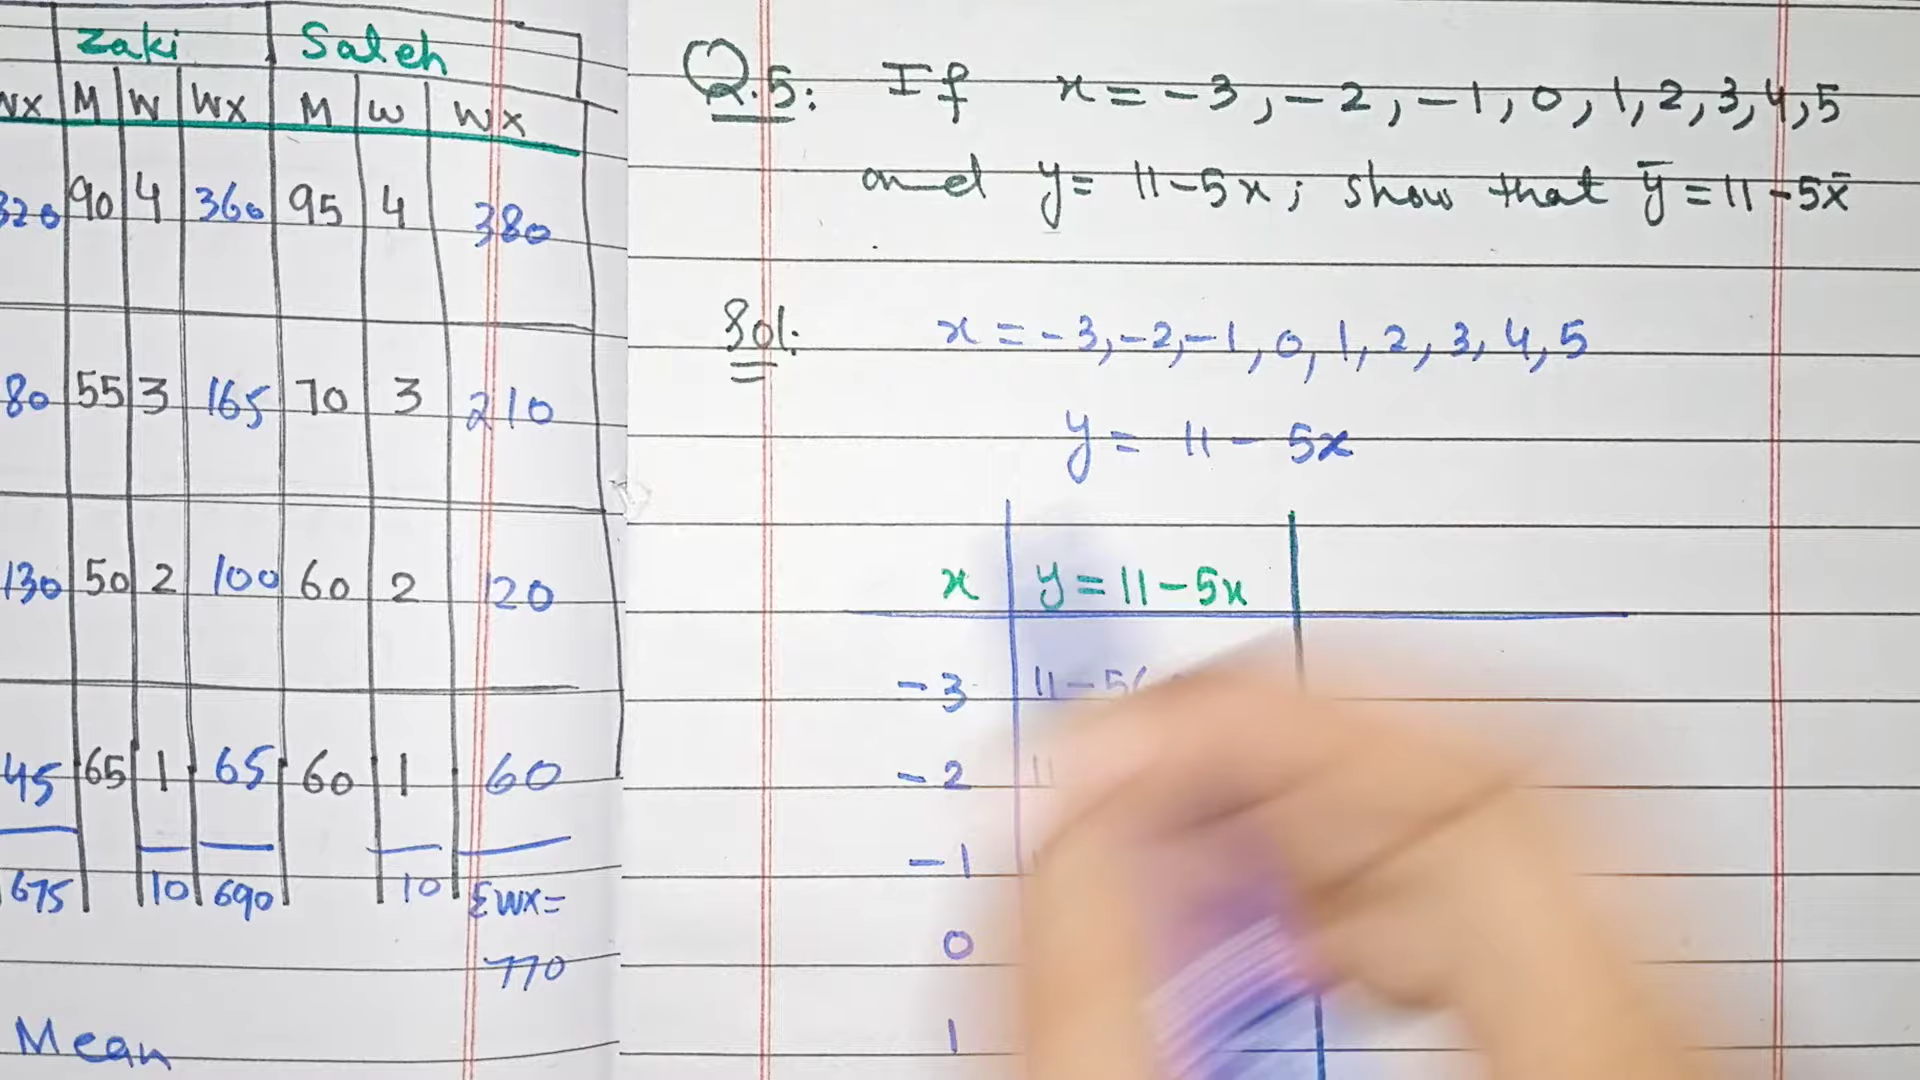 Zaki Saleh
WX M W WX M W WX
320 90 4 360 95 4 380
80 55 3 165 70 3 210
130 50 2 100 60 2 120
45 65 1 65 60 1 60
675 10 690 10 ΣWX=
770
Mean
Q.5: If x = -3, -2, -1, 0, 1, 2, 3, 4, 5
and y = 11-5x; show that ȳ = 11-5x̄
Sol: x = -3, -2, -1, 0, 1, 2, 3, 4, 5
y = 11 - 5x
x y = 11-5x
-3 11-5(
-2 11
-1
0
1